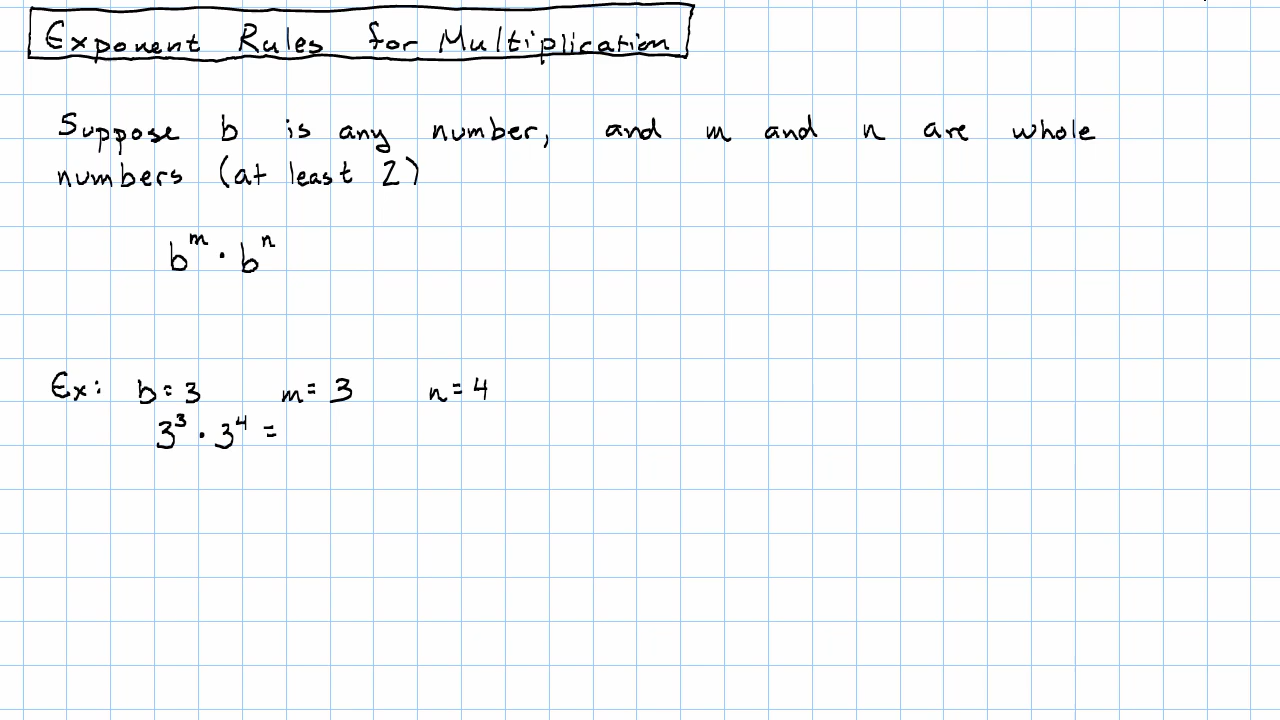 Exponent Rules for Multiplication
Suppose b is any number, and m and n are whole
numbers (at least 2)
b^m · b^n
Ex: b = 3 m = 3 n = 4
3^3 · 3^4 =